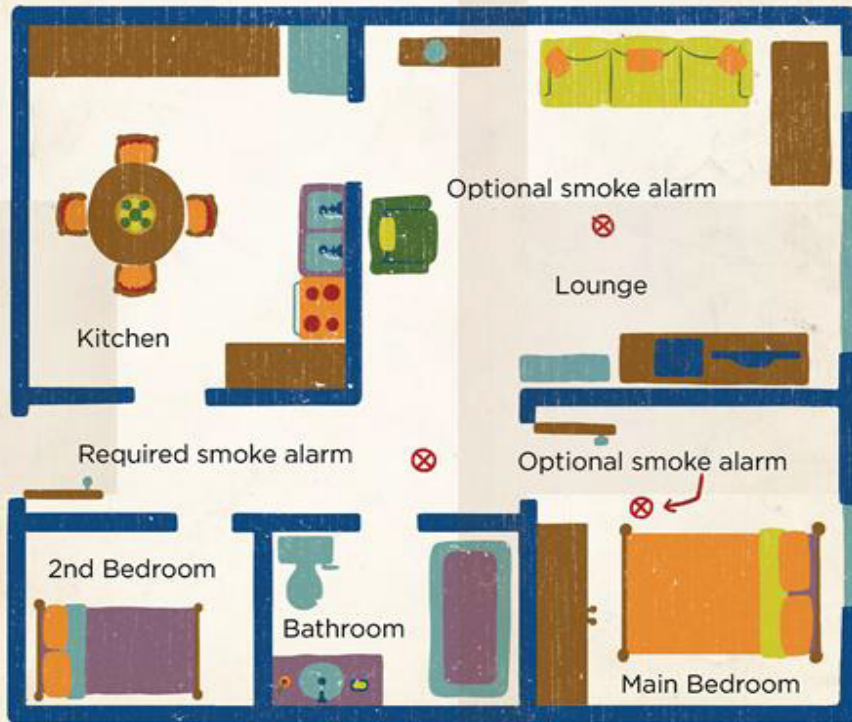 Optional smoke alarm
Lounge
Kitchen
Required smoke alarm
Optional smoke alarm
2nd Bedroom
Bathroom
Main Bedroom